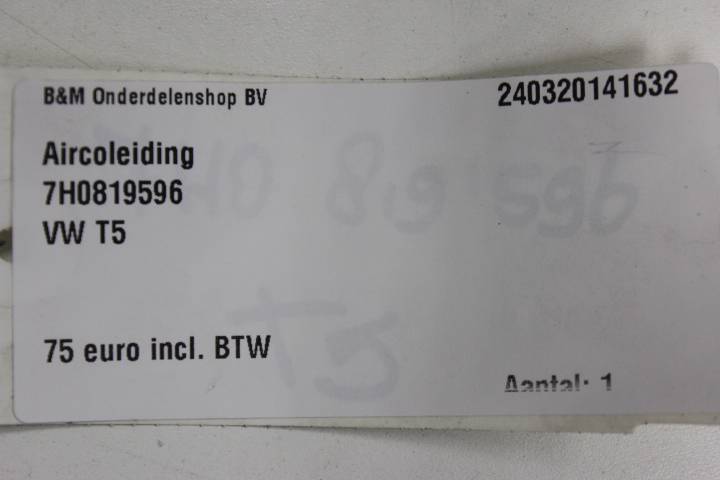 B&M Onderdelenshop BV 240320141632
Aircoleiding
7H0819596
VW T5
75 euro incl. BTW
Aantal: 1